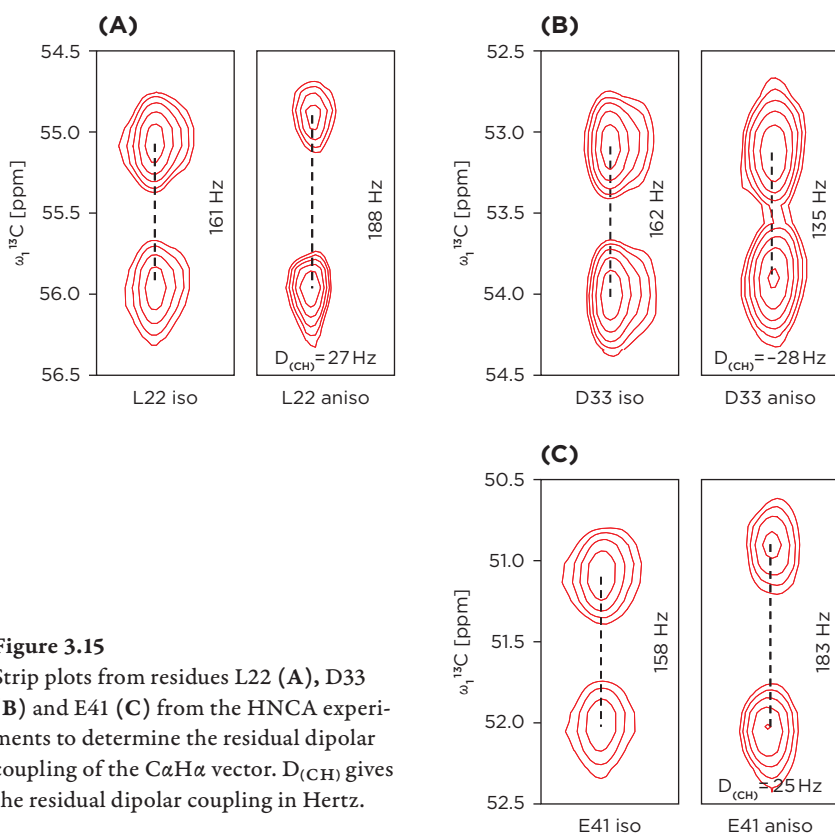 (A)
54.5
55.0
55.5
56.0
56.5
ω₁ ¹³C [ppm]
161 Hz
188 Hz
D(CH)=27 Hz
L22 iso
L22 aniso
(B)
52.5
53.0
53.5
54.0
54.5
ω₁ ¹³C [ppm]
162 Hz
135 Hz
D(CH)=–28 Hz
D33 iso
D33 aniso
(C)
50.5
51.0
51.5
52.0
52.5
ω₁ ¹³C [ppm]
158 Hz
183 Hz
D(CH)=25 Hz
E41 iso
E41 aniso
igure 3.15
trip plots from residues L22 (A), D33
B) and E41 (C) from the HNCA experi-
ments to determine the residual dipolar
coupling of the CαHα vector. D(CH) gives
he residual dipolar coupling in Hertz.